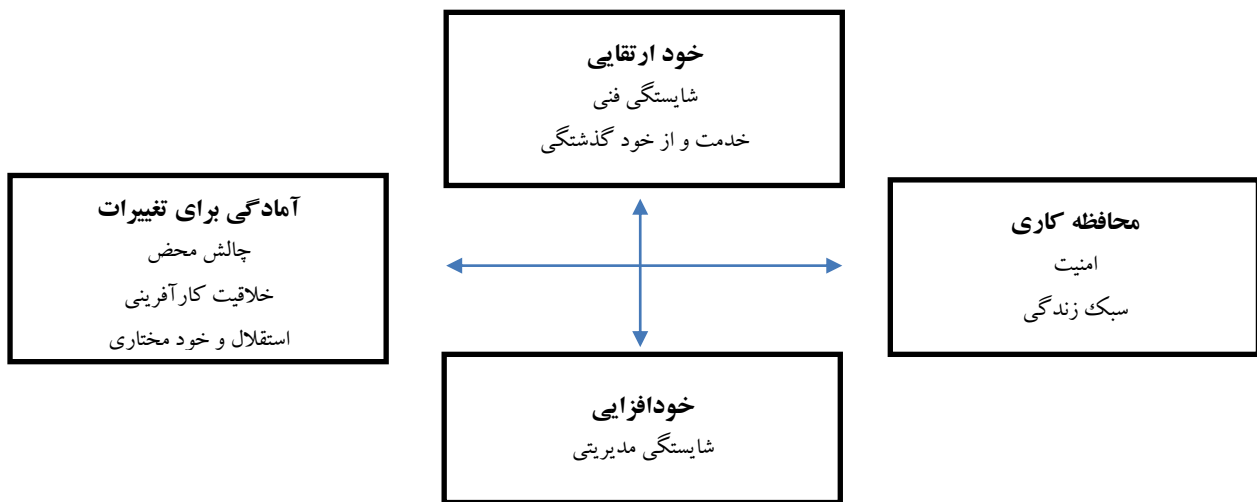 خود ارتقایی
شایستگی فنی
خدمت و از خود گذشتگی
محافظه کاری
امنیت
سبک زندگی
آمادگی برای تغییرات
چالش محض
خلاقیت کارآفرینی
استقلال و خود مختاری
خودافزایی
شایستگی مدیریتی